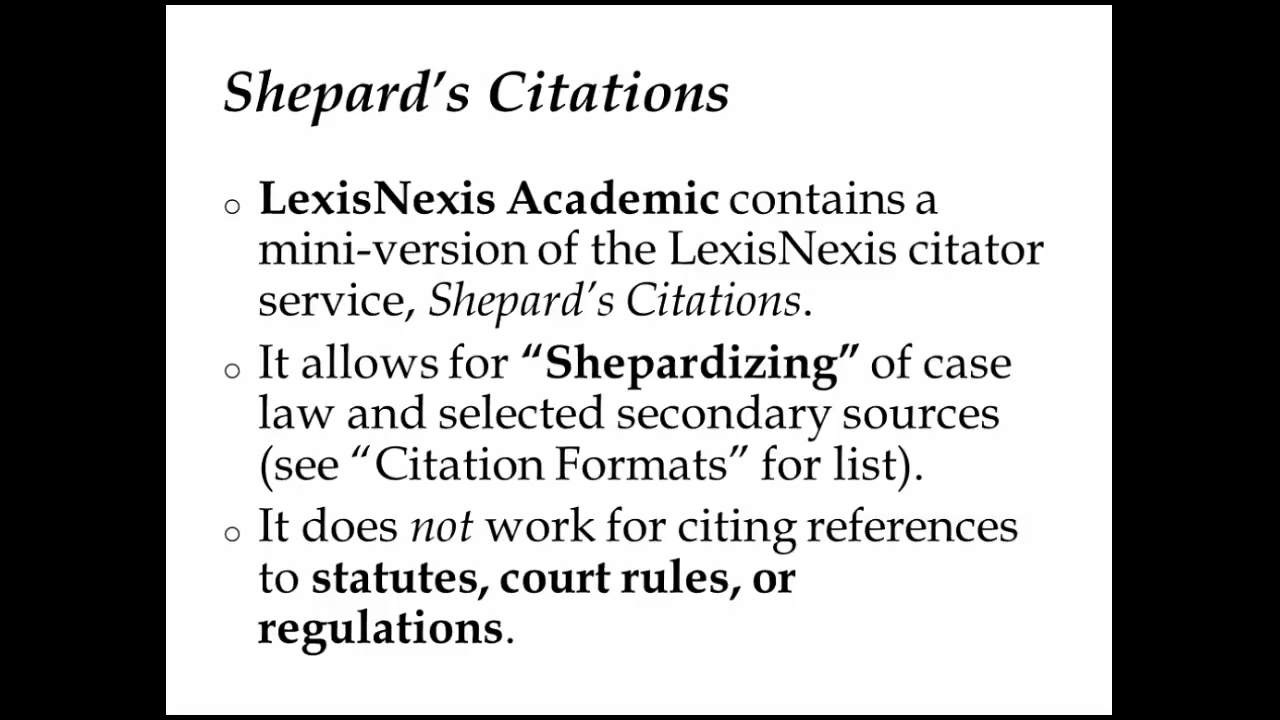 Shepard’s Citations
○ LexisNexis Academic contains a
mini-version of the LexisNexis citator
service, Shepard’s Citations.
○ It allows for “Shepardizing” of case
law and selected secondary sources
(see “Citation Formats” for list).
○ It does not work for citing references
to statutes, court rules, or
regulations.